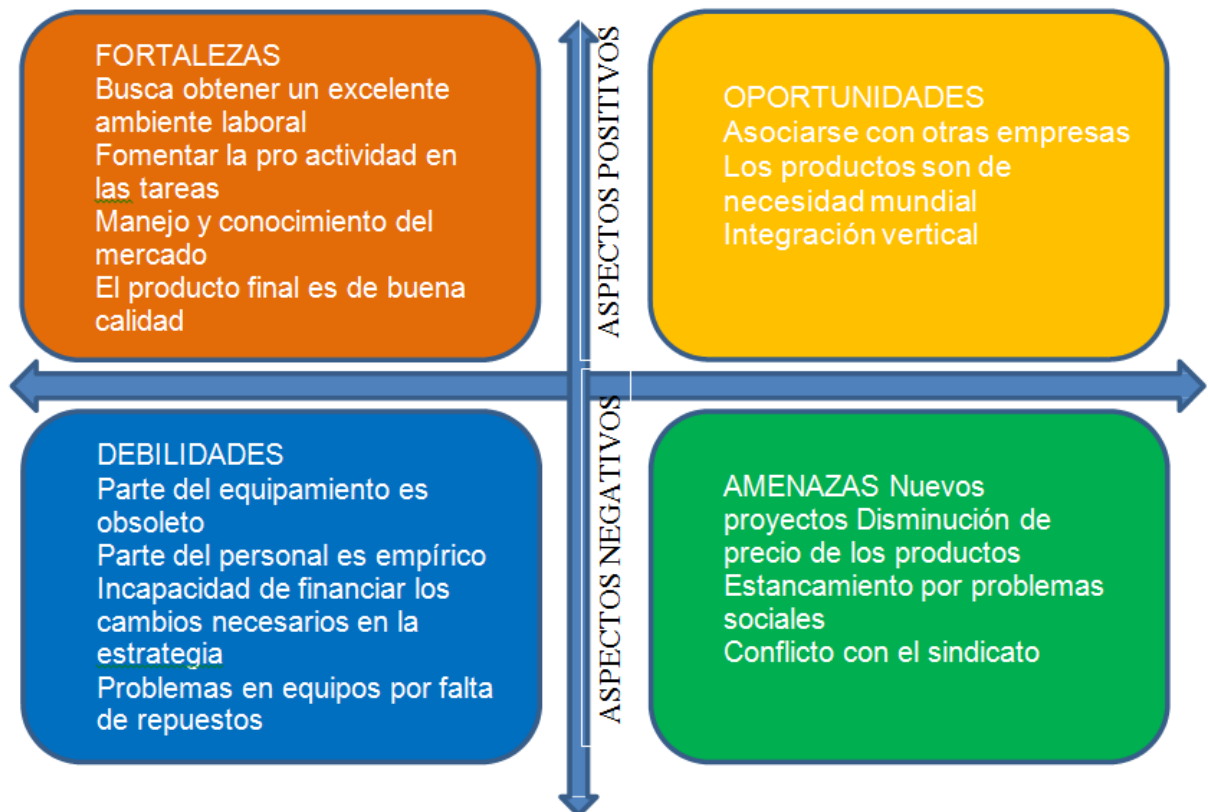 FORTALEZAS
Busca obtener un excelente
ambiente laboral
Fomentar la pro actividad en
las tareas
Manejo y conocimiento del
mercado
El producto final es de buena
calidad
ASPECTOS POSITIVOS
OPORTUNIDADES
Asociarse con otras empresas
Los productos son de
necesidad mundial
Integración vertical
DEBILIDADES
Parte del equipamiento es
obsoleto
Parte del personal es empírico
Incapacidad de financiar los
cambios necesarios en la
estrategia
Problemas en equipos por falta
de repuestos
ASPECTOS NEGATIVOS
AMENAZAS Nuevos
proyectos Disminución de
precio de los productos
Estancamiento por problemas
sociales
Conflicto con el sindicato